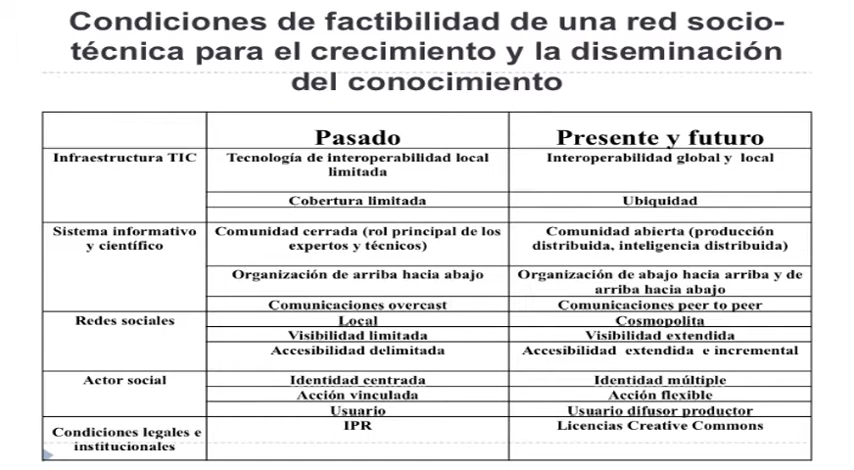 Condiciones de factibilidad de una red socio-
técnica para el crecimiento y la diseminación
del conocimiento
Pasado
Presente y futuro
Infraestructura TIC
Tecnología de interoperabilidad local
limitada
Interoperabilidad global y local
Cobertura limitada
Ubiquidad
Sistema informativo
y científico
Comunidad cerrada (rol principal de los
expertos y técnicos)
Comunidad abierta (producción
distribuida, inteligencia distribuida)
Organización de arriba hacia abajo
Organización de abajo hacia arriba y de
arriba hacia abajo
Comunicaciones overcast
Comunicaciones peer to peer
Redes sociales
Local
Cosmopolita
Visibilidad limitada
Visibilidad extendida
Accesibilidad delimitada
Accesibilidad extendida e incremental
Actor social
Identidad centrada
Identidad múltiple
Acción vinculada
Acción flexible
Usuario
Usuario difusor productor
Condiciones legales e
institucionales
IPR
Licencias Creative Commons